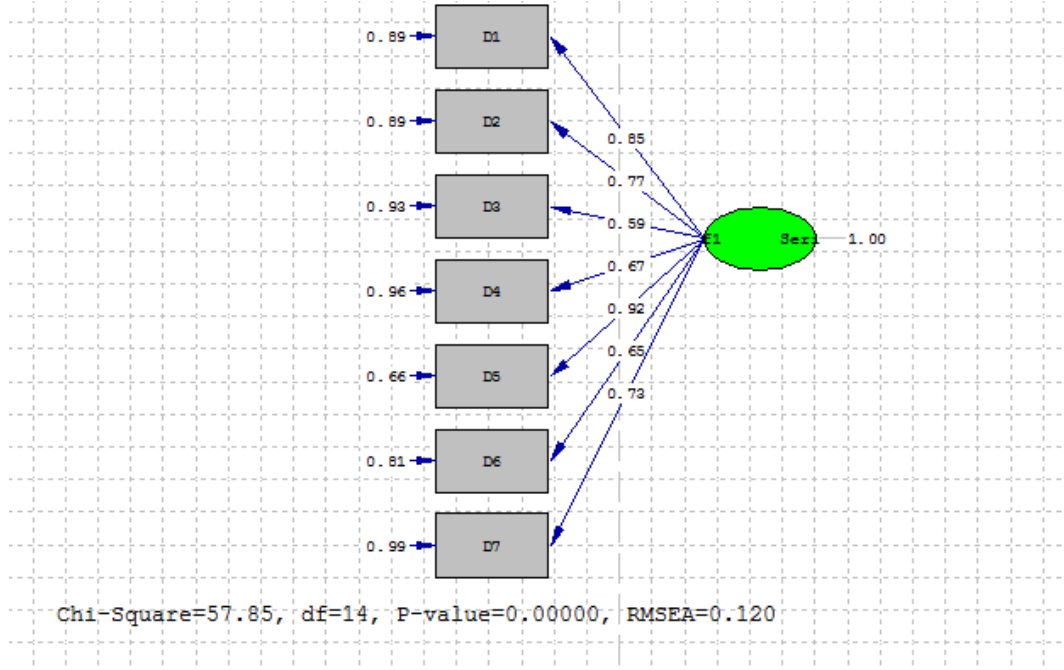 0.89 D1
0.89 D2
0.85
0.77
0.93 D3
0.59
Seri 1.00
0.67
0.96 D4
0.92
0.65
0.66 D5
0.73
0.81 D6
0.99 D7
Chi-Square=57.85, df=14, P-value=0.00000, RMSEA=0.120